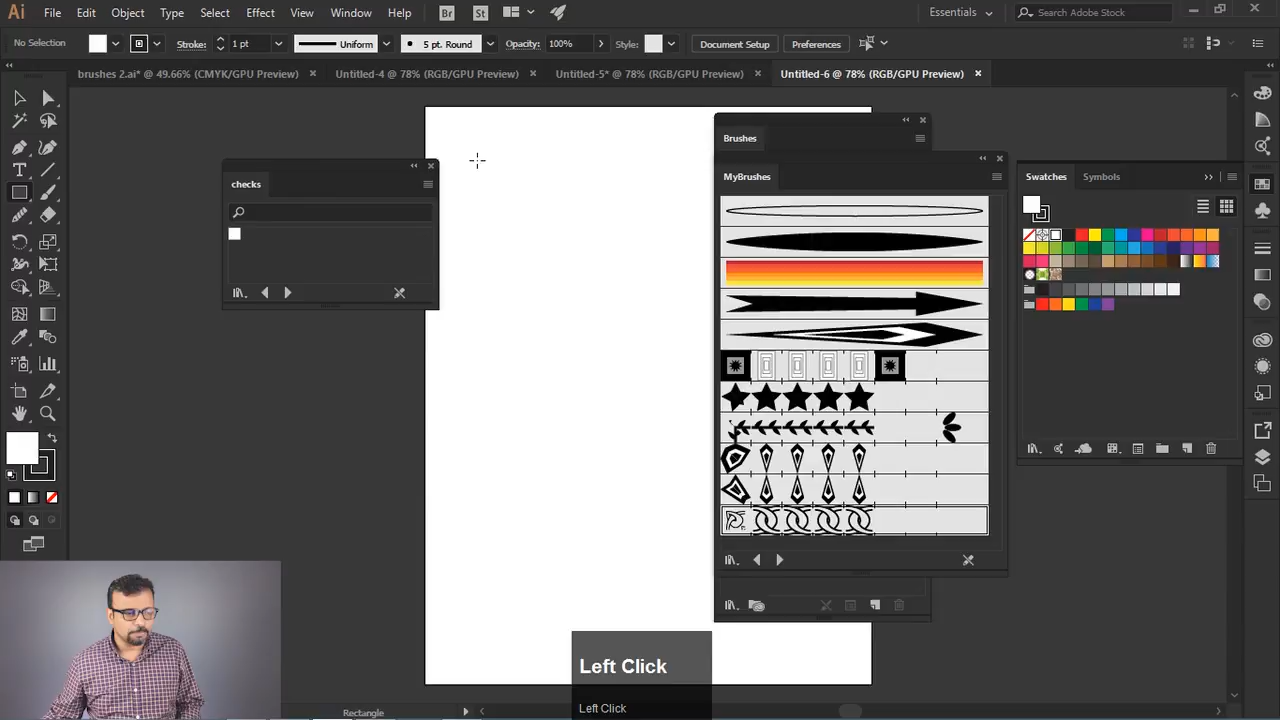 Ai File Edit Object Type Select Effect View Window Help Br St Essentials Search Adobe Stock
No Selection Stroke: 1 pt Uniform 5 pt. Round Opacity: 100% Style: Document Setup Preferences
brushes 2.ai* @ 49.66% (CMYK/GPU Preview) Untitled-4 @ 78% (RGB/GPU Preview) Untitled-5* @ 78% (RGB/GPU Preview) Untitled-6 @ 78% (RGB/GPU Preview)
Brushes
MyBrushes
checks
Swatches Symbols
Left Click
Left Click
Rectangle